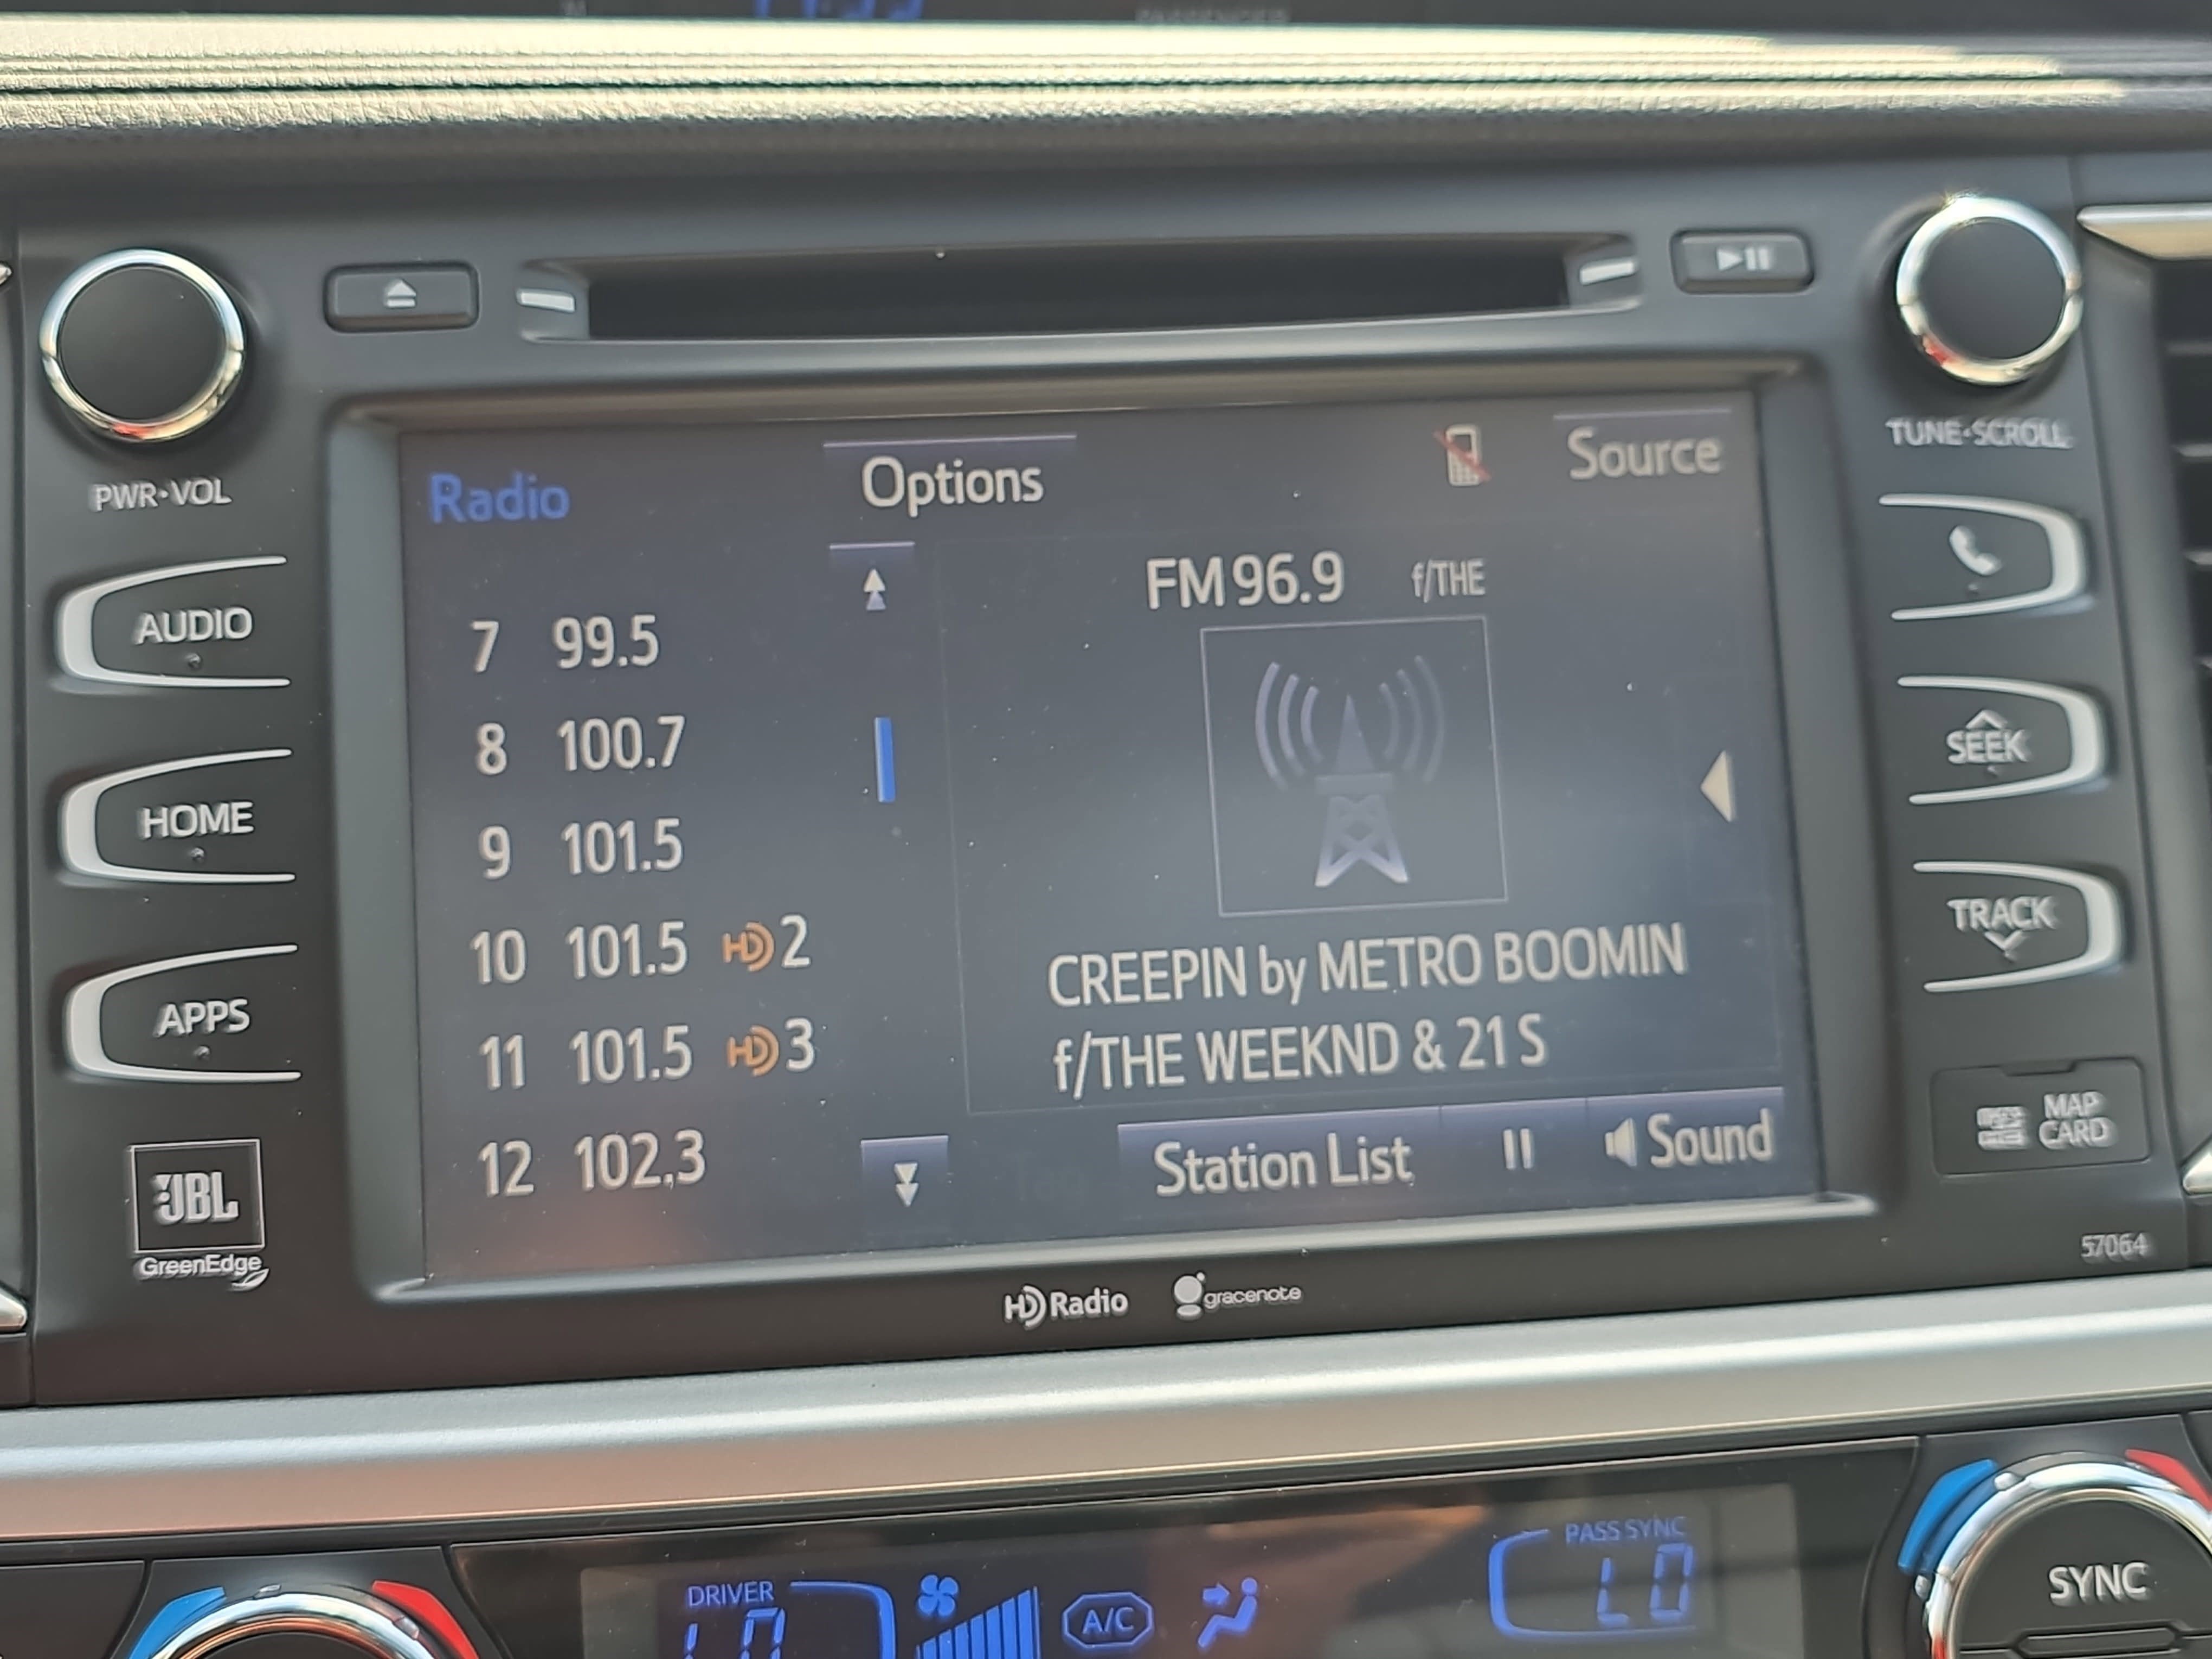 PASSENGER
PWR•VOL
TUNE•SCROLL
AUDIO
HOME
APPS
JBL
GreenEdge
Radio
Options
Source
7 99.5
8 100.7
9 101.5
10 101.5 HD 2
11 101.5 HD 3
12 102.3
FM 96.9 f/THE
CREEPIN by METRO BOOMIN
f/THE WEEKND & 21 S
Station List
Sound
SEEK
TRACK
MAP
CARD
57064
HD Radio
gracenote
DRIVER
LO
A/C
PASS SYNC
LO
SYNC